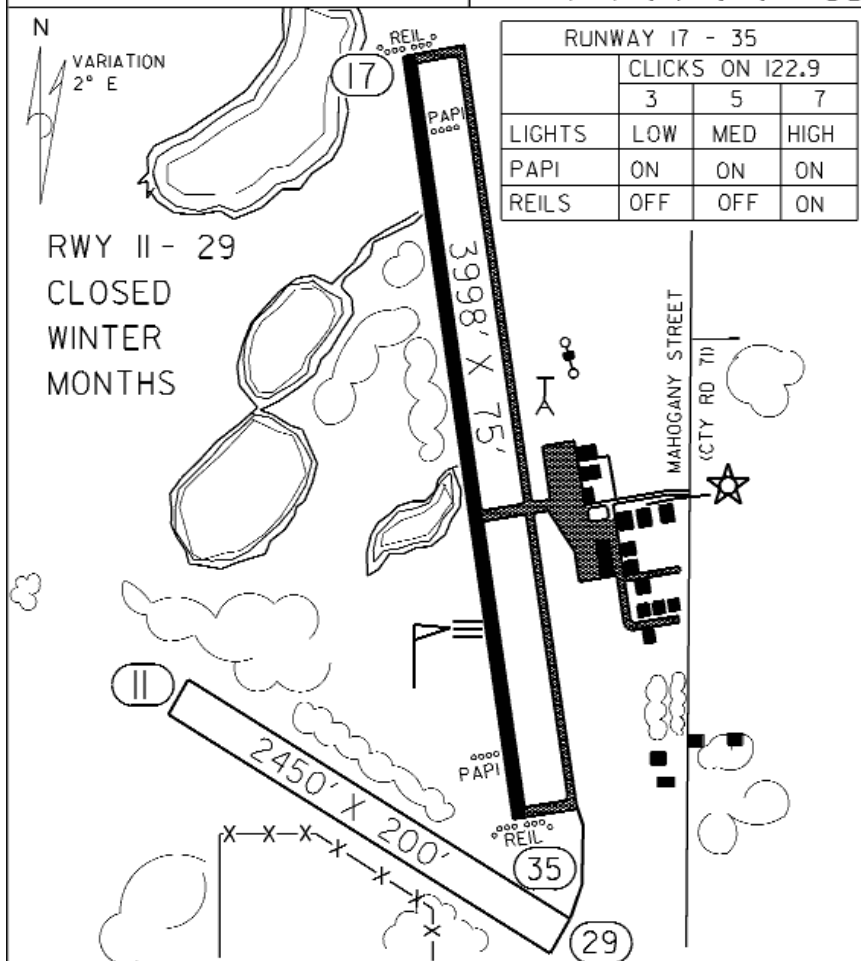 N
VARIATION
2° E
REIL
17
PAPI
RUNWAY 17 - 35
CLICKS ON 122.9
3 5 7
LIGHTS LOW MED HIGH
PAPI ON ON ON
REILS OFF OFF ON
RWY 11 - 29
CLOSED
WINTER
MONTHS
3998' X 75'
MAHOGANY STREET
(CTY RD 71)
11
2450' X 200'
PAPI
REIL
35
29